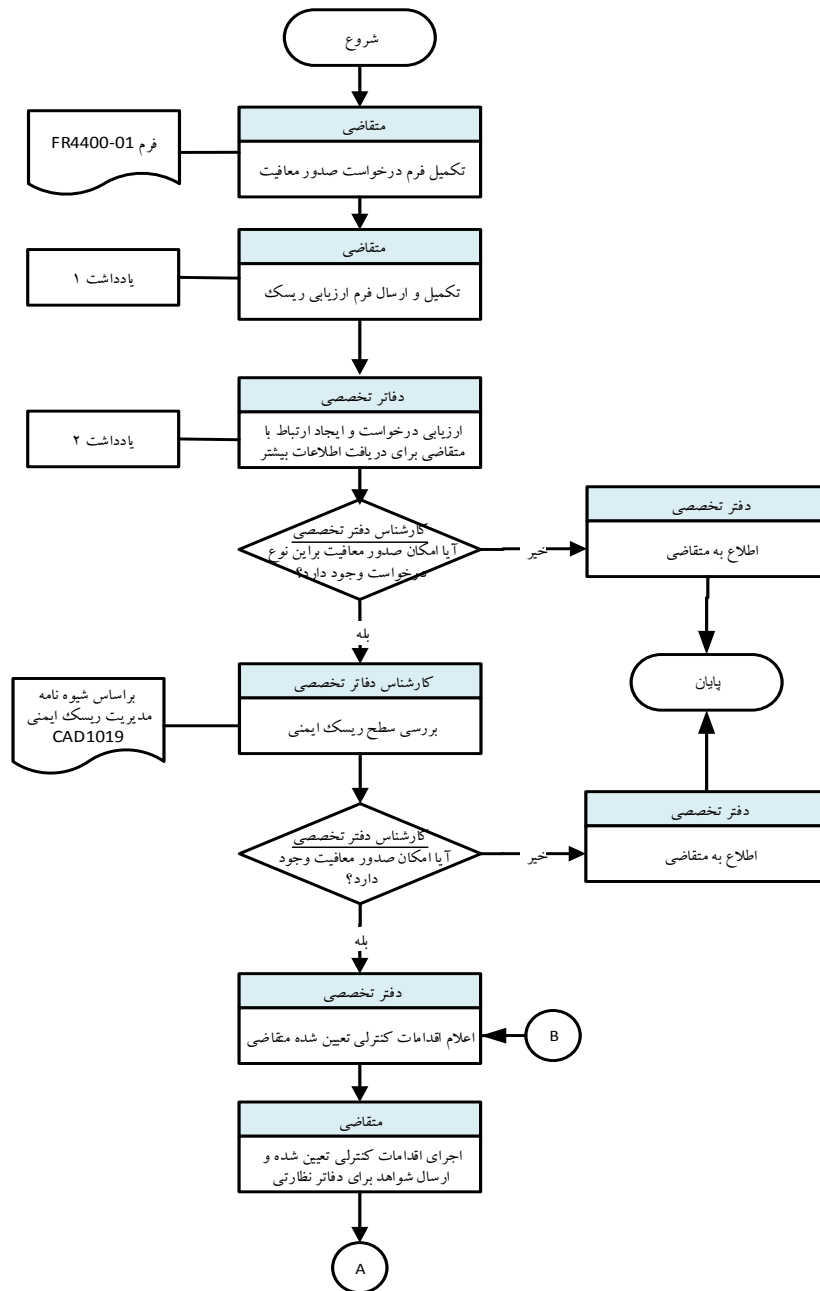 شروع
متقاضی
فرم FR4400-01
تکمیل فرم درخواست صدور معافیت
متقاضی
یادداشت ۱
تکمیل و ارسال فرم ارزیابی ریسک
دفاتر تخصصی
ارزیابی درخواست و ایجاد ارتباط با
متقاضی برای دریافت اطلاعات بیشتر
یادداشت ۲
کارشناس دفتر تخصصی
آیا امکان صدور معافیت براین نوع
درخواست وجود دارد؟
خیر
دفتر تخصصی
اطلاع به متقاضی
بله
کارشناس دفاتر تخصصی
بررسی سطح ریسک ایمنی
براساس شیوه نامه
مدیریت ریسک ایمنی
CAD1019
پایان
کارشناس دفتر تخصصی
آیا امکان صدور معافیت وجود
دارد؟
خیر
دفتر تخصصی
اطلاع به متقاضی
بله
دفتر تخصصی
اعلام اقدامات کنترلی تعیین شده متقاضی
B
متقاضی
اجرای اقدامات کنترلی تعیین شده و
ارسال شواهد برای دفاتر نظارتی
A